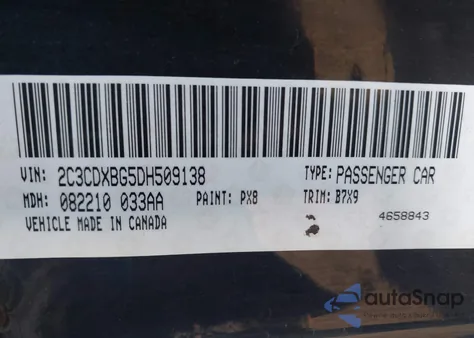 VIN: 2C3CDXBG5DH509138 TYPE: PASSENGER CAR
MDH: 082210 033AA PAINT: PX8 TRIM: B7X9
VEHICLE MADE IN CANADA 4658843
autoSnap